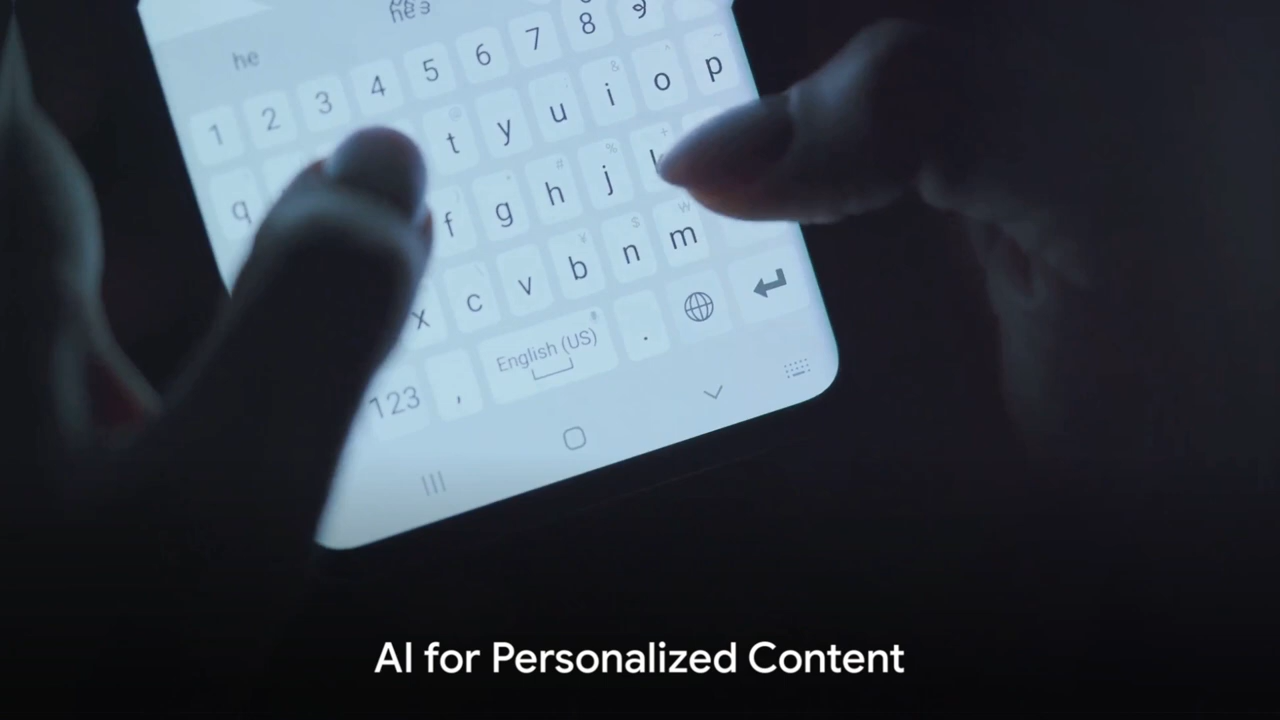 he
1 2 3 4 5 6 7 8 9
q t y u i o p
f g h j k
x c v b n m
123 , English (US) .
AI for Personalized Content